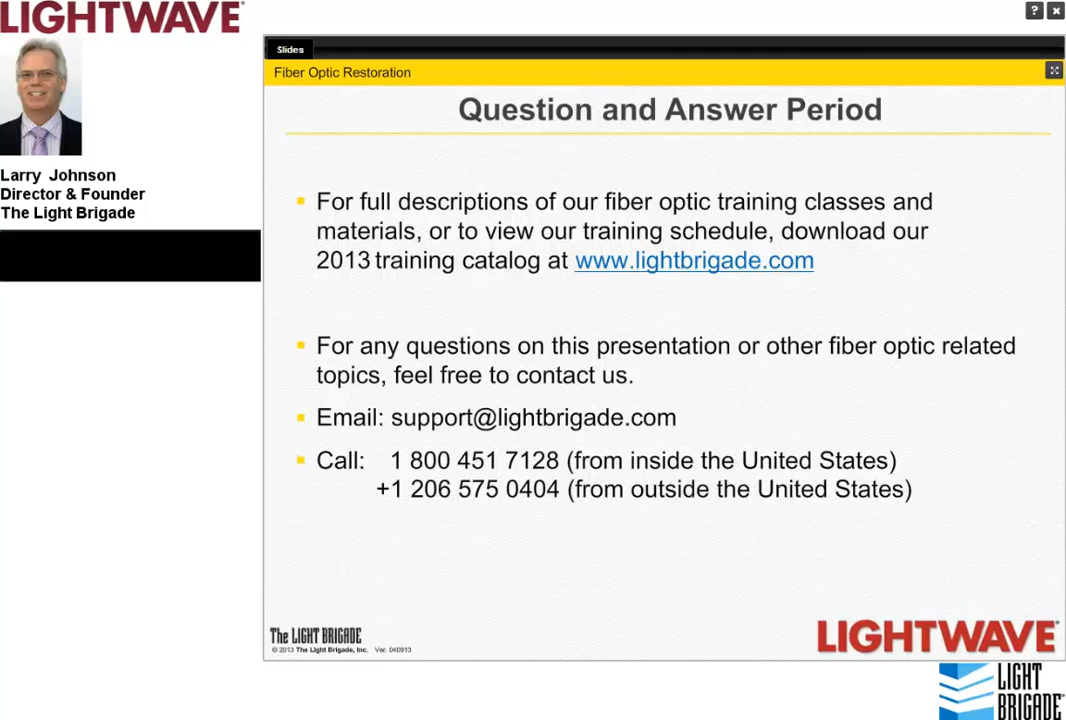 LIGHTWAVE®
? ×
Slides
Fiber Optic Restoration
Larry Johnson
Director & Founder
The Light Brigade
Question and Answer Period
For full descriptions of our fiber optic training classes and
materials, or to view our training schedule, download our
2013 training catalog at www.lightbrigade.com
For any questions on this presentation or other fiber optic related
topics, feel free to contact us.
Email: support@lightbrigade.com
Call: 1 800 451 7128 (from inside the United States)
+1 206 575 0404 (from outside the United States)
The LIGHT BRIGADE
© 2013 The Light Brigade, Inc. Ver. 040913
LIGHTWAVE®
LIGHT
BRIGADE®